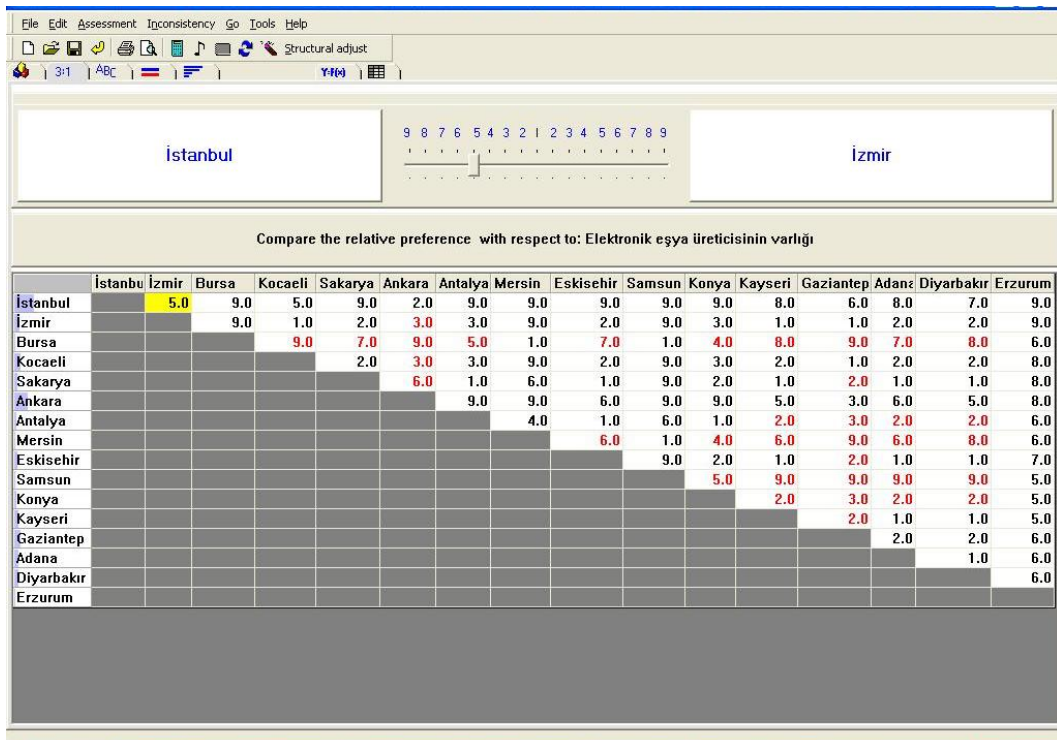 File Edit Assessment Inconsistency Go Tools Help
Structural adjust
3:1 ABC Y=F(x)
9 8 7 6 5 4 3 2 1 2 3 4 5 6 7 8 9
İstanbul İzmir
Compare the relative preference with respect to: Elektronik eşya üreticisinin varlığı
İstanbu İzmir Bursa Kocaeli Sakarya Ankara Antalya Mersin Eskisehir Samsun Konya Kayseri Gaziantep Adana Diyarbakır Erzurum
İstanbul 5.0 9.0 5.0 9.0 2.0 9.0 9.0 9.0 9.0 9.0 8.0 6.0 8.0 7.0 9.0
İzmir 9.0 1.0 2.0 3.0 3.0 9.0 2.0 9.0 3.0 1.0 1.0 2.0 2.0 9.0
Bursa 9.0 7.0 9.0 5.0 1.0 7.0 1.0 4.0 8.0 9.0 7.0 8.0 6.0
Kocaeli 2.0 3.0 3.0 9.0 2.0 9.0 3.0 2.0 1.0 2.0 2.0 8.0
Sakarya 6.0 1.0 6.0 1.0 9.0 2.0 1.0 2.0 1.0 1.0 8.0
Ankara 9.0 9.0 6.0 9.0 9.0 5.0 3.0 6.0 5.0 8.0
Antalya 4.0 1.0 6.0 1.0 2.0 3.0 2.0 2.0 6.0
Mersin 6.0 1.0 4.0 6.0 9.0 6.0 8.0 6.0
Eskisehir 9.0 2.0 1.0 2.0 1.0 1.0 7.0
Samsun 5.0 9.0 9.0 9.0 9.0 5.0
Konya 2.0 3.0 2.0 2.0 5.0
Kayseri 2.0 1.0 1.0 5.0
Gaziantep 2.0 2.0 6.0
Adana 1.0 6.0
Diyarbakır 6.0
Erzurum